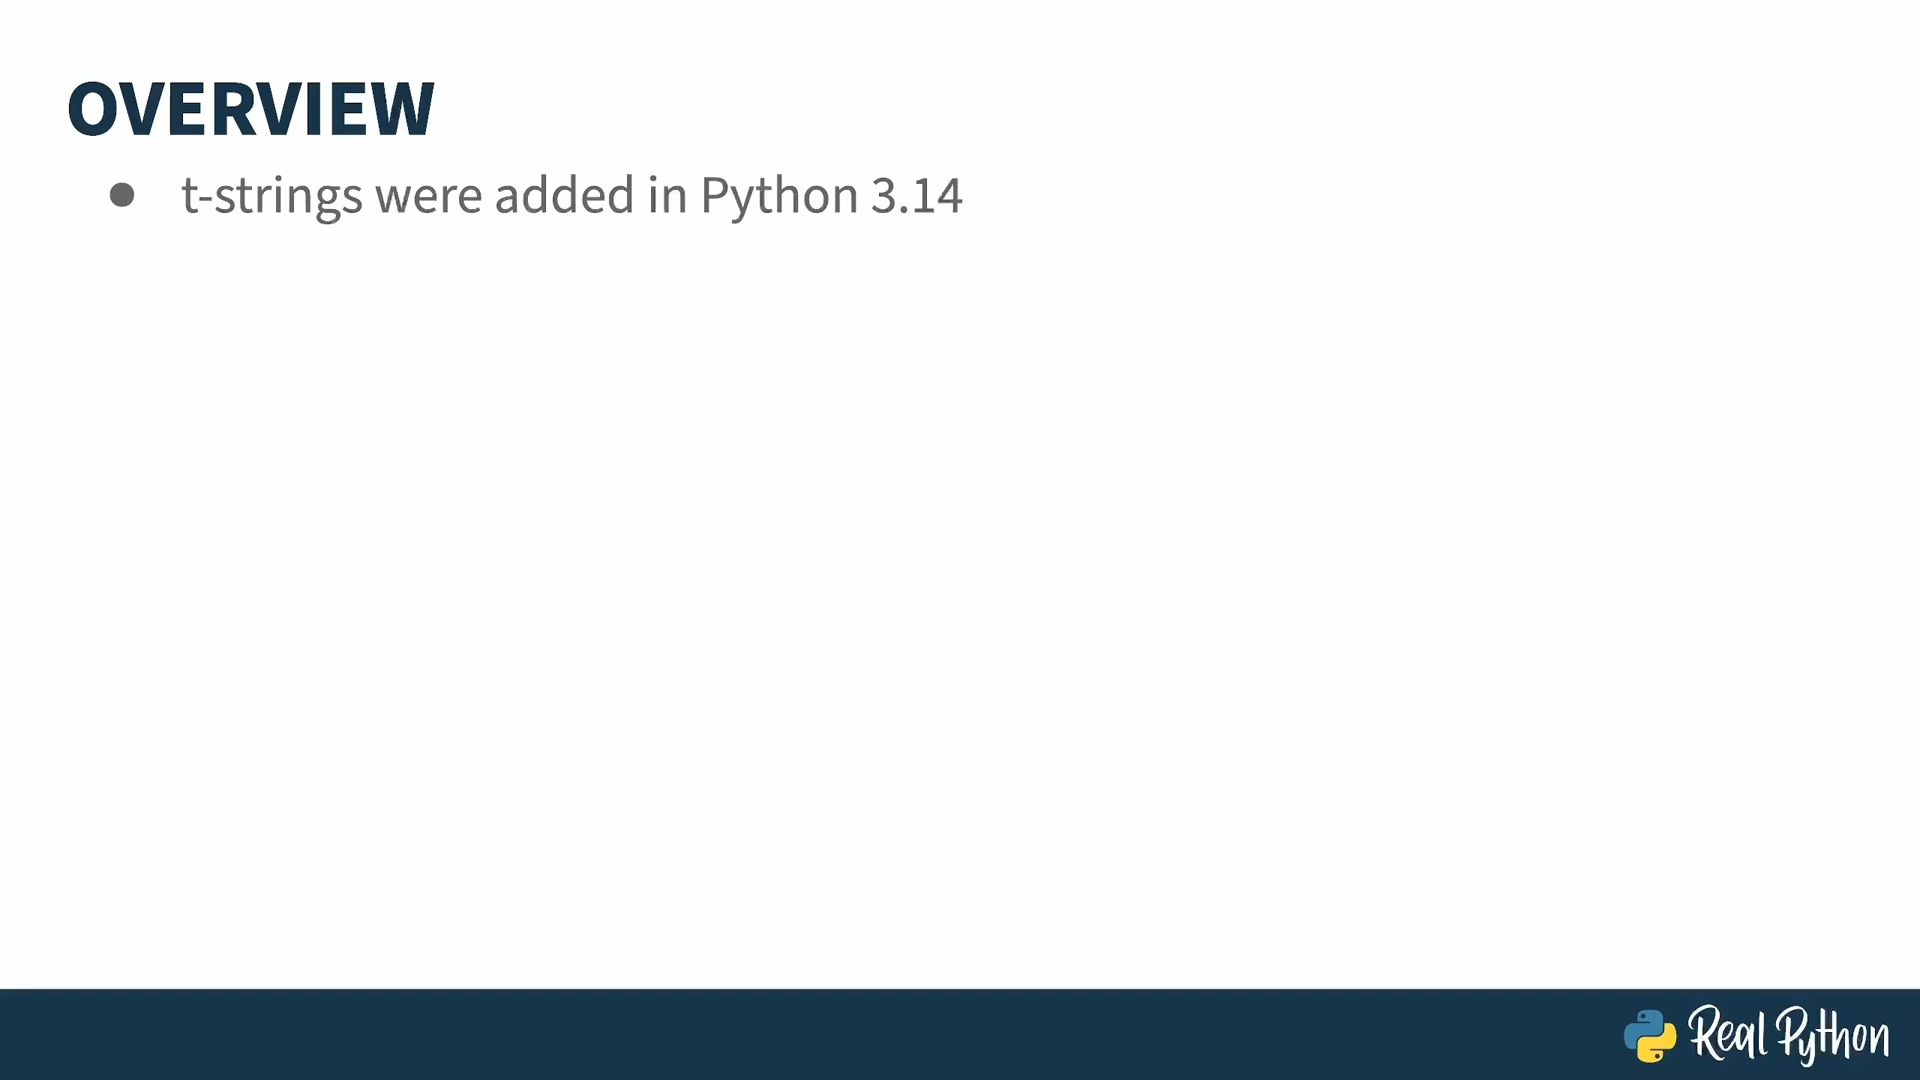 OVERVIEW
● t-strings were added in Python 3.14
Real Python